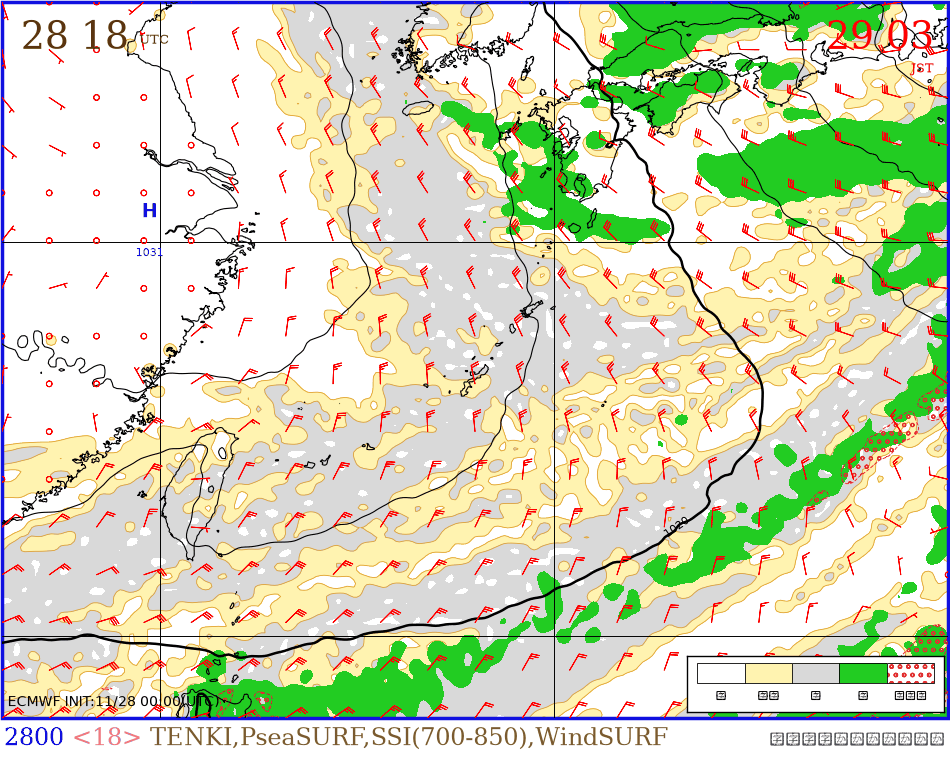 28 18 UTC
29 03 JST
H
1031
1020
ECMWF INIT:11/28 00:00(UTC)
2800 <18> TENKI,PseaSURF,SSI(700-850),WindSURF